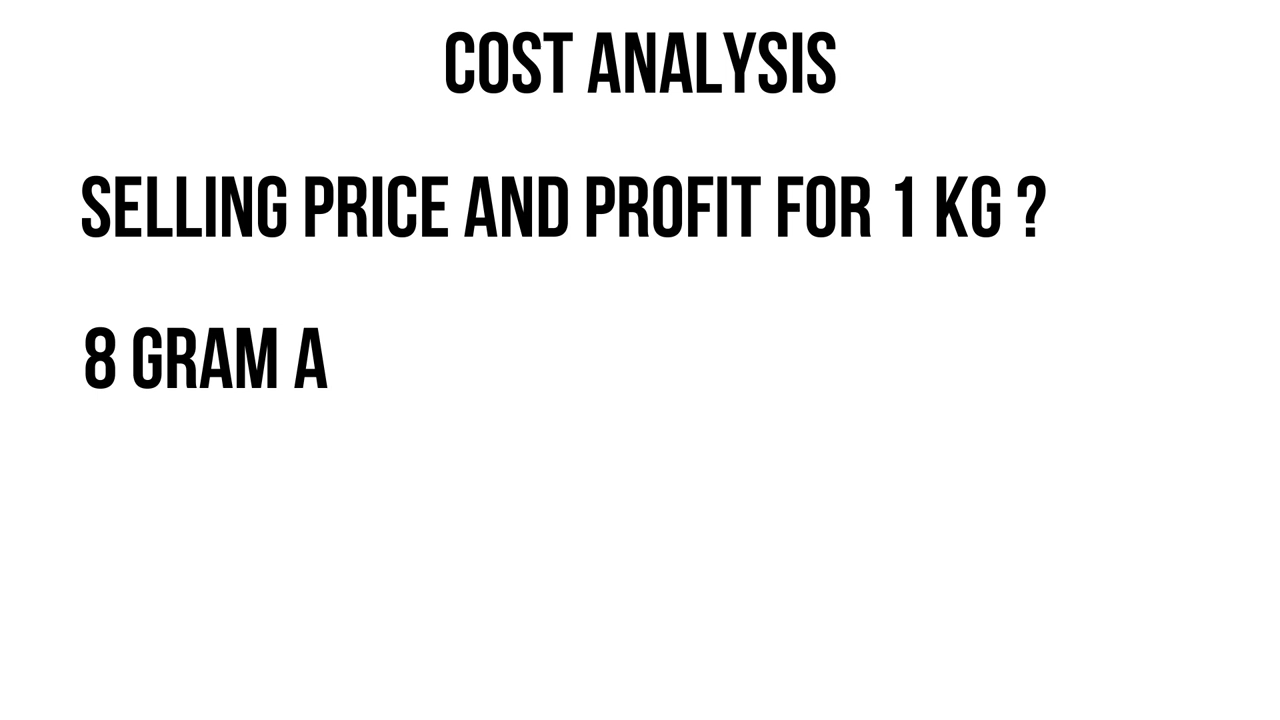 COST ANALYSIS
SELLING PRICE AND PROFIT FOR 1 KG ?
8 GRAM A